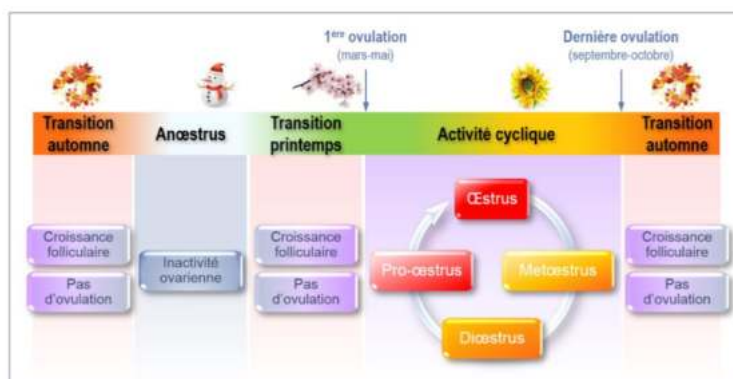 1ère ovulation
(mars-mai)
Dernière ovulation
(septembre-octobre)
Transition
automne
Anœstrus
Transition
printemps
Activité cyclique
Transition
automne
Croissance
folliculaire
Pas
d'ovulation
Inactivité
ovarienne
Croissance
folliculaire
Pas
d'ovulation
Œstrus
Pro-œstrus
Metœstrus
Diœstrus
Croissance
folliculaire
Pas
d'ovulation